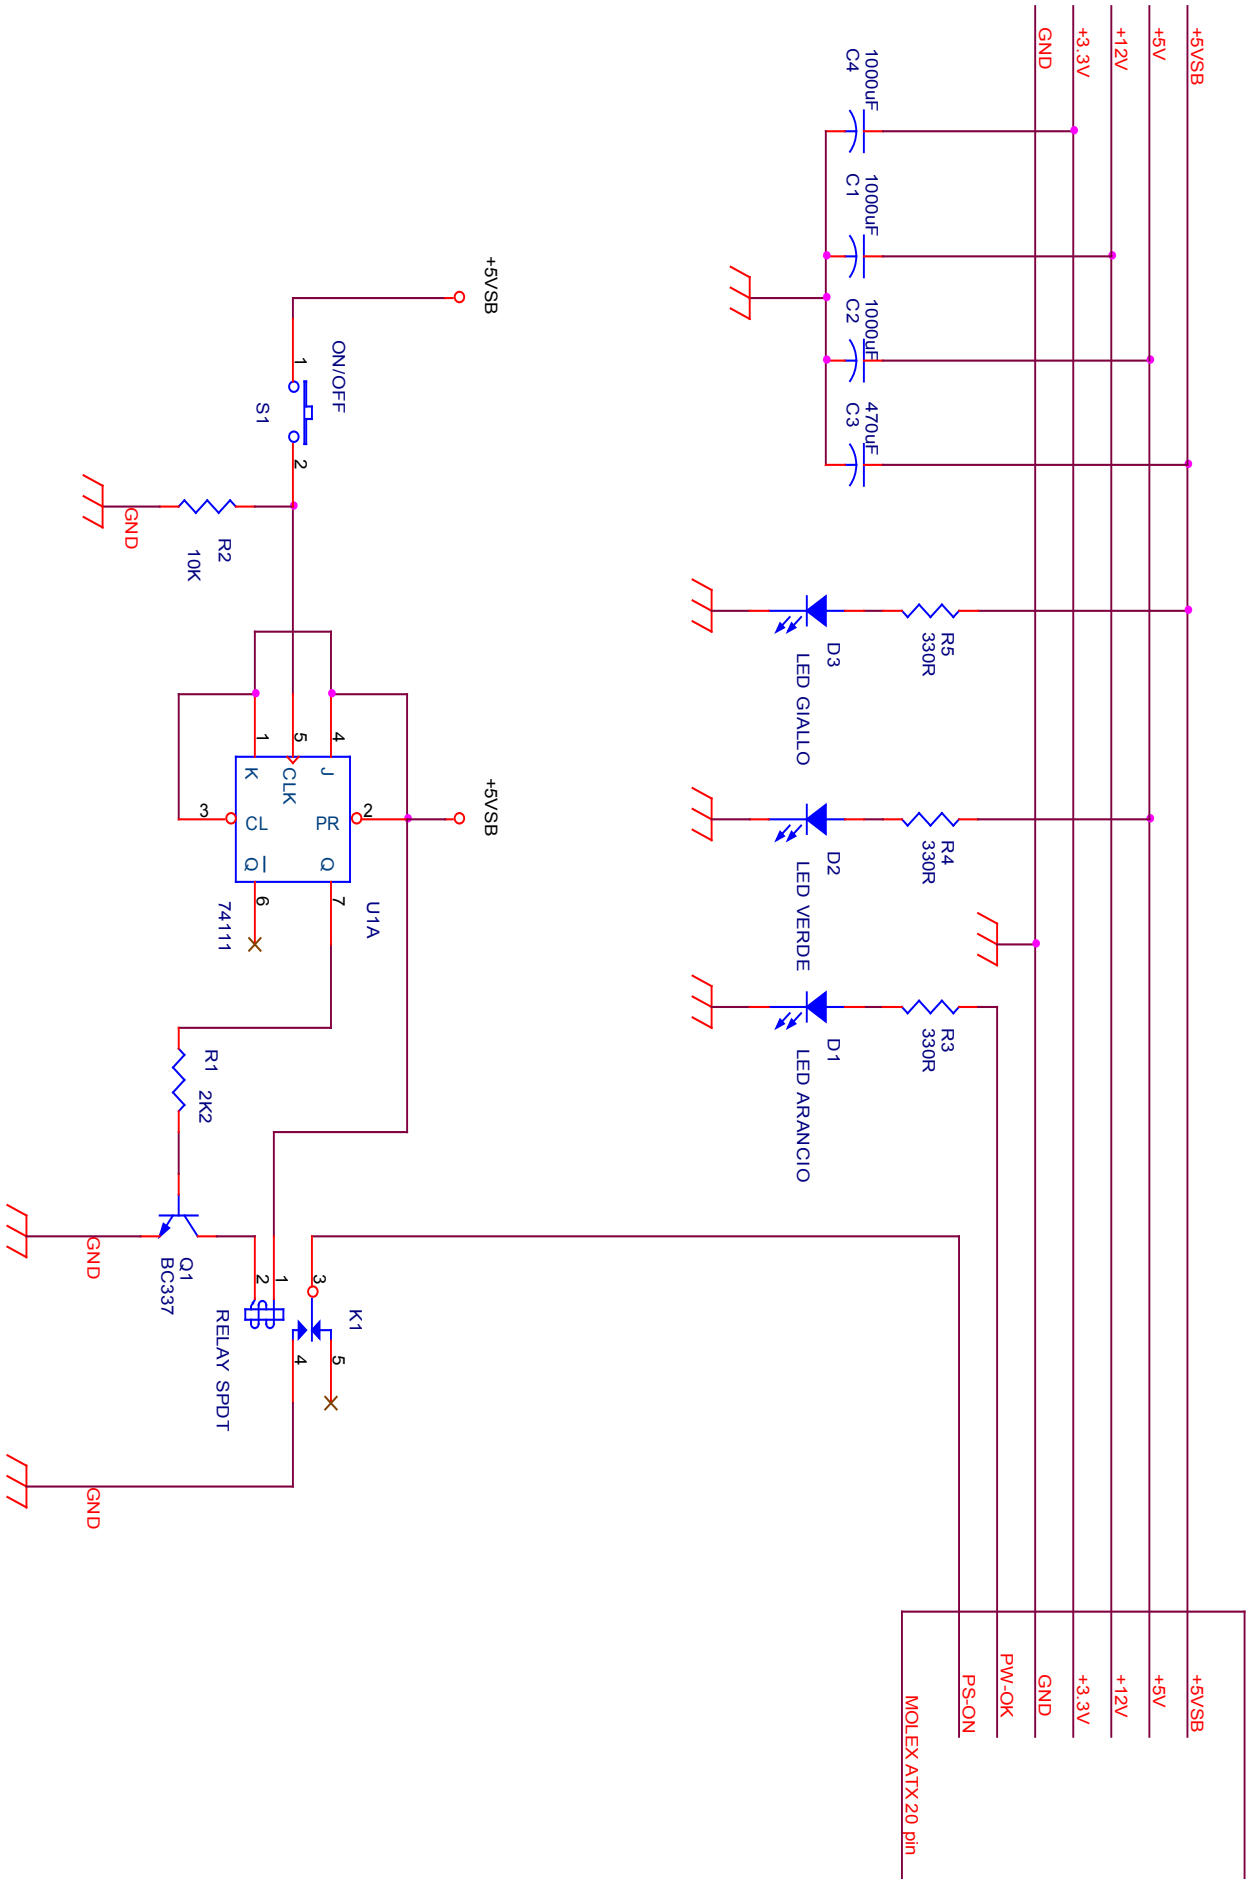 +5VSB
+5V
+12V
+3.3V
GND
1000uF
C4
1000uF
C1
1000uF
C2
470uF
C3
R5
330R
D3
LED GIALLO
R4
330R
D2
LED VERDE
R3
330R
D1
LED ARANCIO
+5VSB
+5V
+12V
+3.3V
GND
PW-OK
PS-ON
MOLEX ATX 20 pin
+5VSB
ON/OFF
1
2
S1
R2
10K
GND
+5VSB
4
5
1
J
CLK
K
2
3
PR
CL
Q
Q
7
6
U1A
74111
R1
2K2
Q1
BC337
GND
3
1
2
K1
5
4
RELAY SPDT
GND